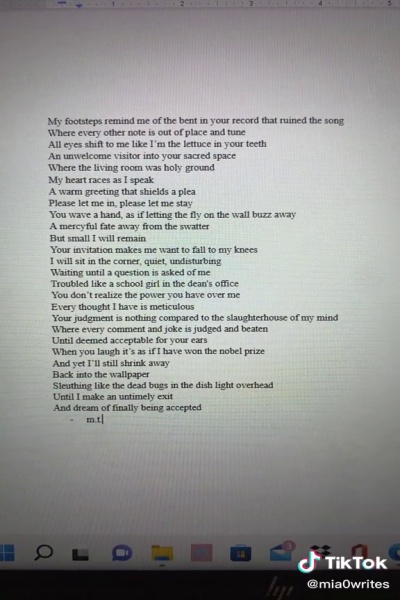 1 2 3 4 5
My footsteps remind me of the bent in your record that ruined the song
Where every other note is out of place and tune
All eyes shift to me like I'm the lettuce in your teeth
An unwelcome visitor into your sacred space
Where the living room was holy ground
My heart races as I speak
A warm greeting that shields a plea
Please let me in, please let me stay
You wave a hand, as if letting the fly on the wall buzz away
A merciful fate away from the swatter
But small I will remain
Your invitation makes me want to fall to my knees
I will sit in the corner, quiet, undisturbing
Waiting until a question is asked of me
Troubled like a school girl in the dean's office
You don't realize the power you have over me
Every thought I have is meticulous
Your judgment is nothing compared to the slaughterhouse of my mind
Where every comment and joke is judged and beaten
Until deemed acceptable for your ears
When you laugh it's as if I have won the nobel prize
And yet I'll still shrink away
Back into the wallpaper
Sleuthing like the dead bugs in the dish light overhead
Until I make an untimely exit
And dream of finally being accepted
- m.t
hp
TikTok
@mia0writes